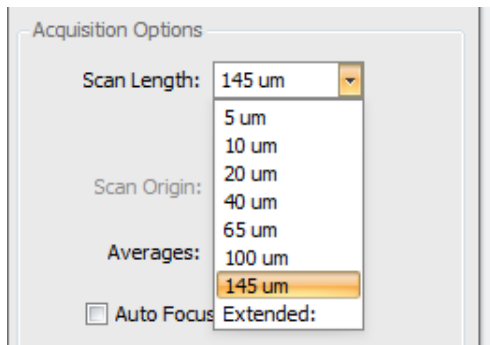 Acquisition Options
Scan Length: 145 um
5 um
10 um
20 um
Scan Origin:
40 um
65 um
Averages:
100 um
145 um
Auto Focus
Extended: